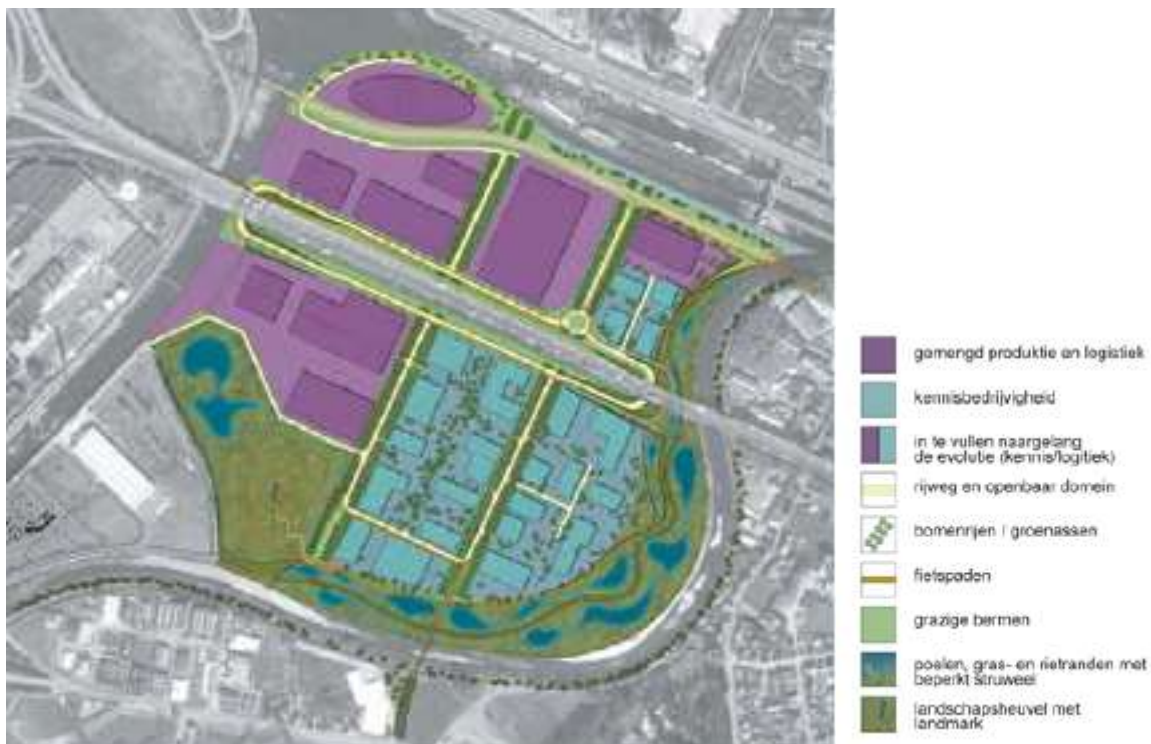 gemengd produktie en logistiek
kennisbedrijvigheid
in te vullen naargelang
de evolutie (kennis/logitiek)
rijweg en openbaar domein
bomenrijen / groenassen
fietspaden
grazige bermen
poelen, gras- en rietranden met
beperkt struweel
landschapsheuvel met
landmark